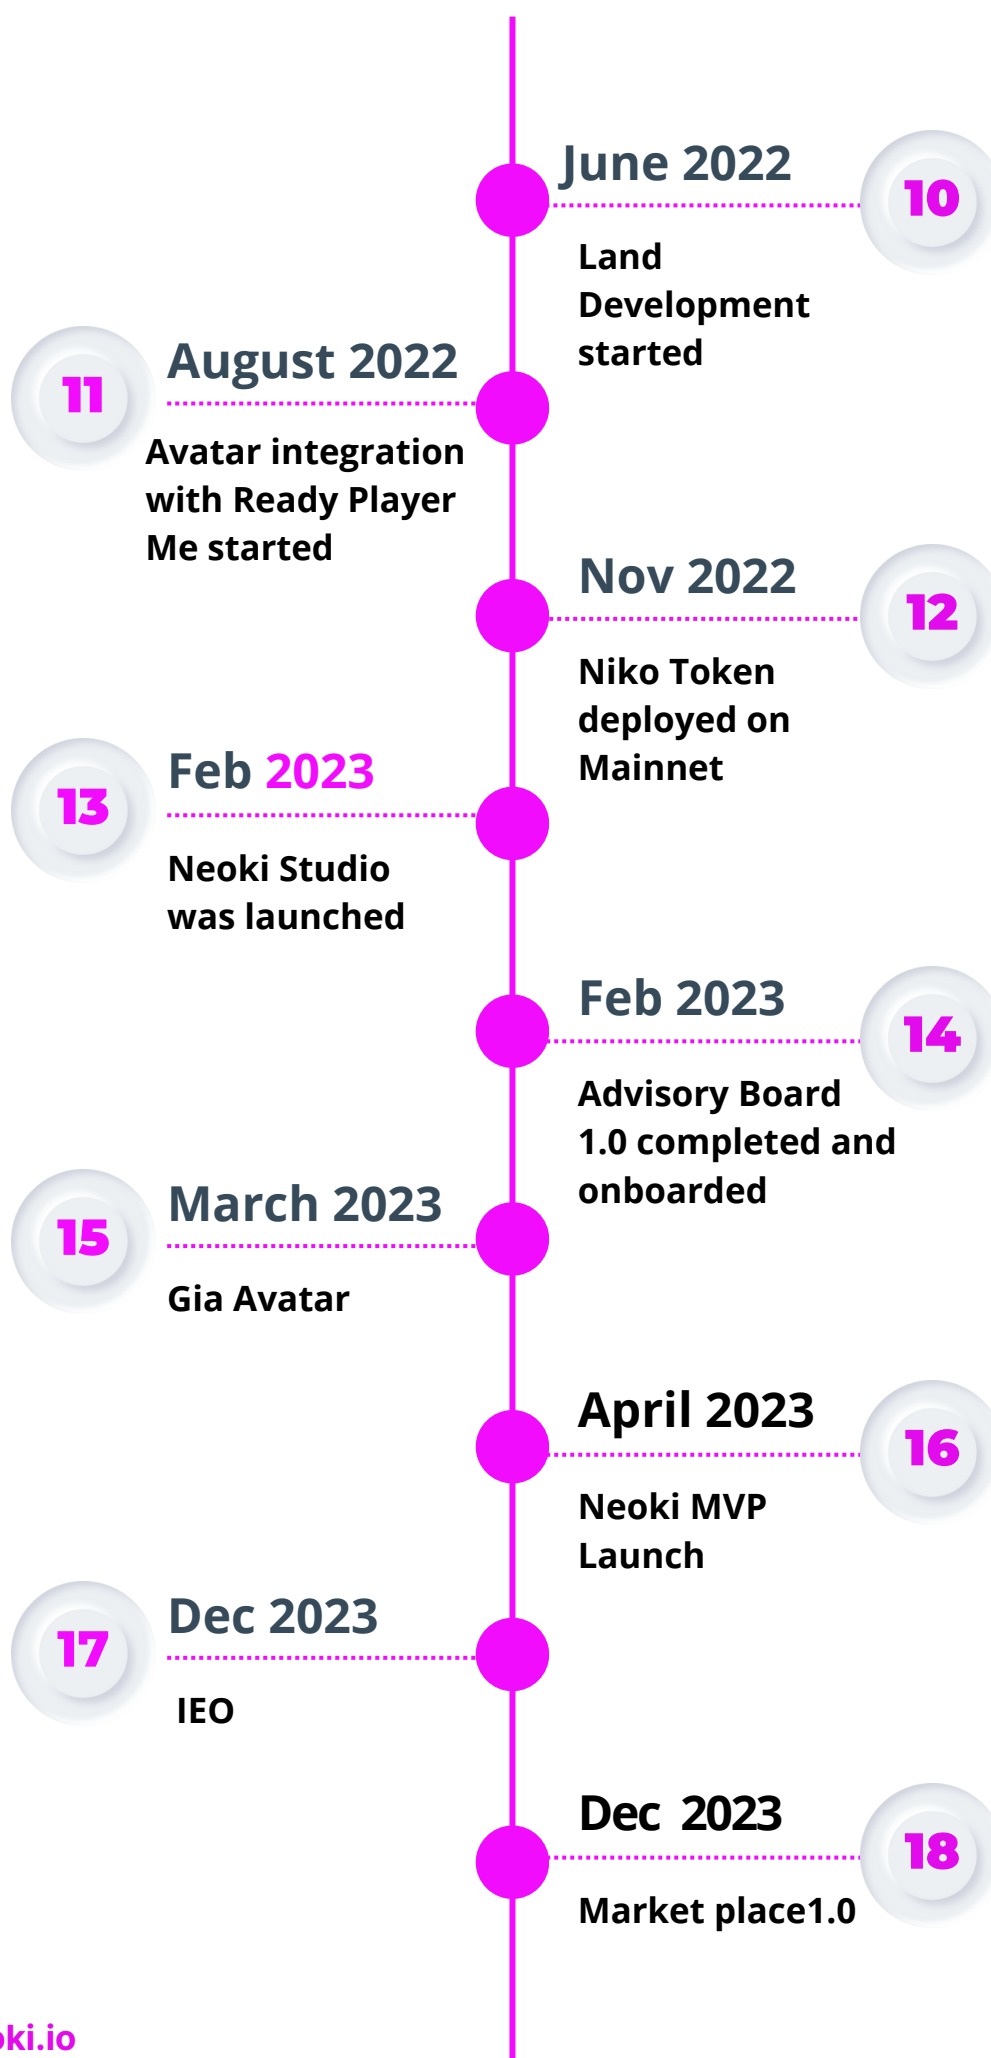 June 2022
10
Land
Development
started
August 2022
11
Avatar integration
with Ready Player
Me started
Nov 2022
12
Niko Token
deployed on
Mainnet
Feb 2023
13
Neoki Studio
was launched
Feb 2023
14
Advisory Board
1.0 completed and
onboarded
March 2023
15
Gia Avatar
April 2023
16
Neoki MVP
Launch
Dec 2023
17
IEO
Dec 2023
18
Market place1.0
oki.io